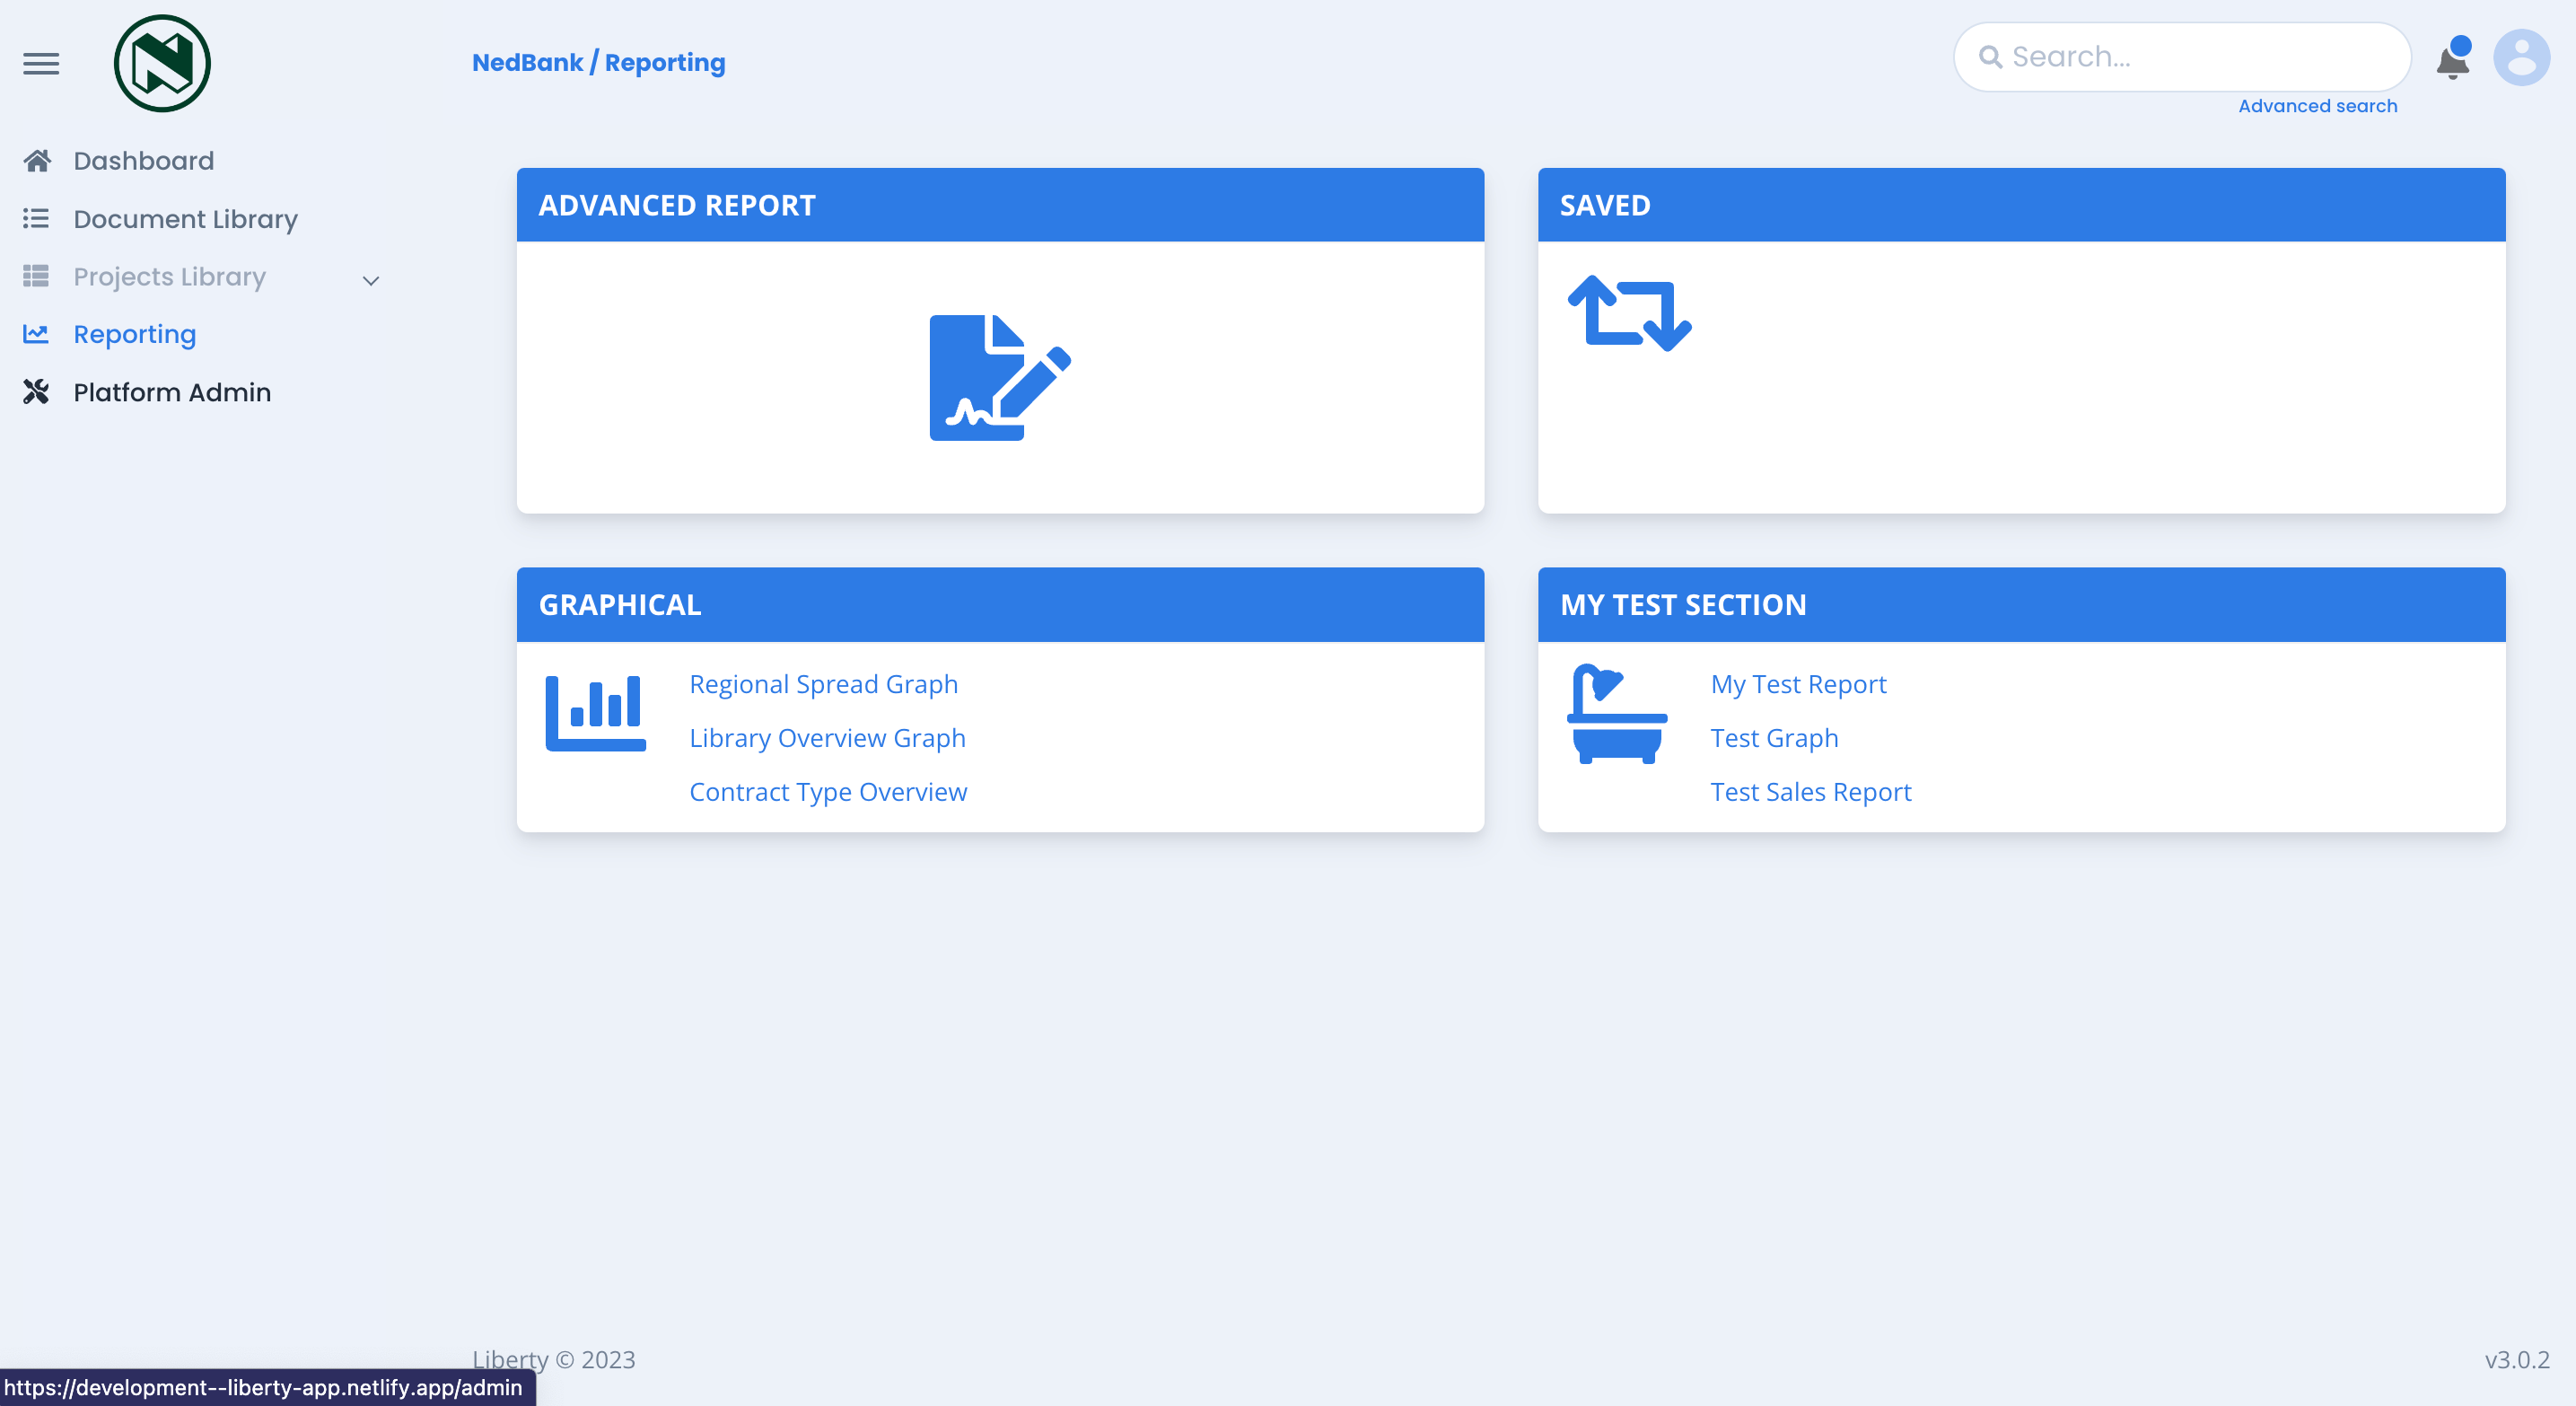 NedBank / Reporting
Search...
Advanced search
Dashboard
Document Library
Projects Library
Reporting
Platform Admin
ADVANCED REPORT
SAVED
GRAPHICAL
Regional Spread Graph
Library Overview Graph
Contract Type Overview
MY TEST SECTION
My Test Report
Test Graph
Test Sales Report
Liberty © 2023
v3.0.2
https://development--liberty-app.netlify.app/admin